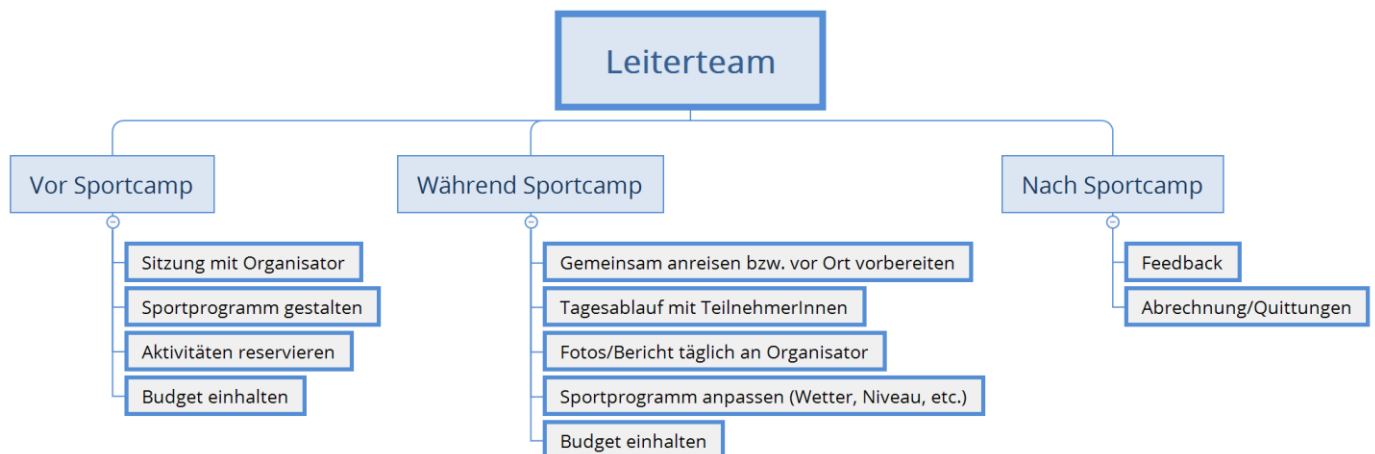 Leiterteam
Vor Sportcamp
Sitzung mit Organisator
Sportprogramm gestalten
Aktivitäten reservieren
Budget einhalten
Während Sportcamp
Gemeinsam anreisen bzw. vor Ort vorbereiten
Tagesablauf mit TeilnehmerInnen
Fotos/Bericht täglich an Organisator
Sportprogramm anpassen (Wetter, Niveau, etc.)
Budget einhalten
Nach Sportcamp
Feedback
Abrechnung/Quittungen